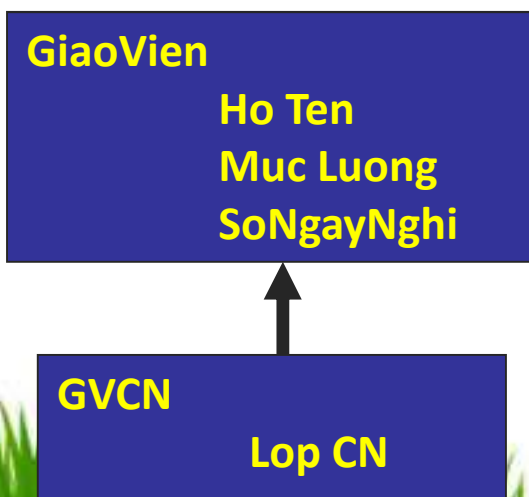 GiaoVien
Ho Ten
Muc Luong
SoNgayNghi
GVCN
Lop CN